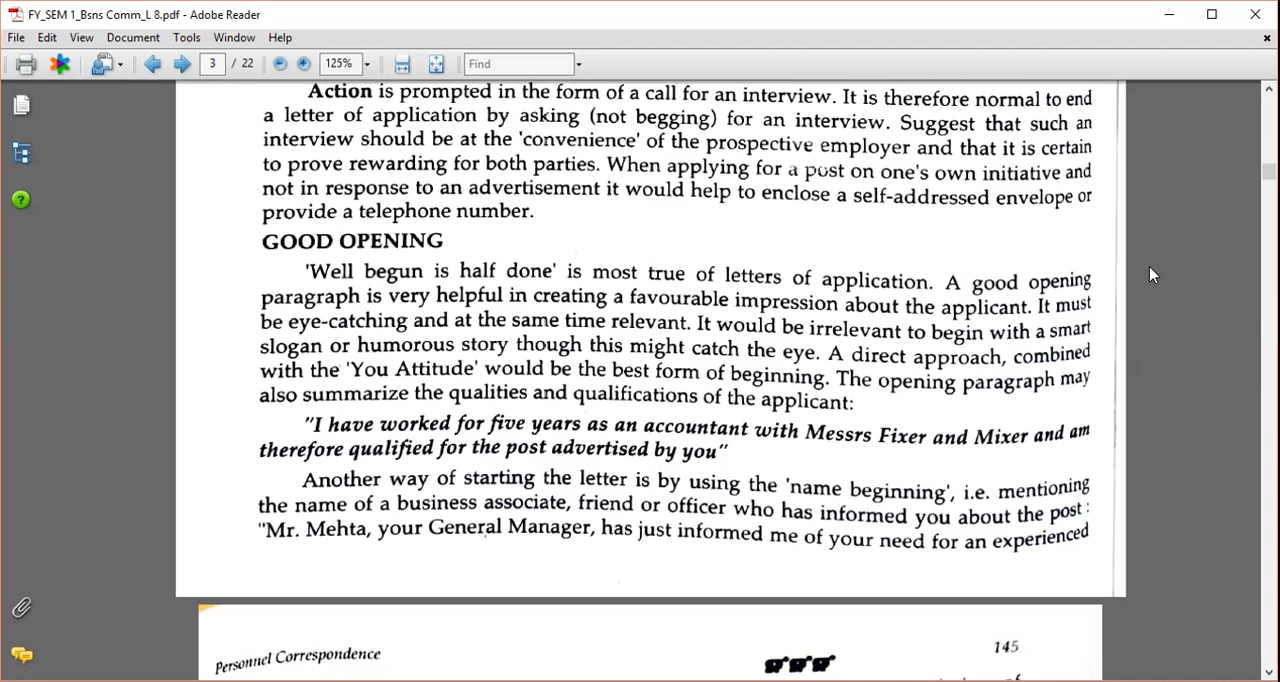 FY_SEM 1_Bsns Comm_L 8.pdf - Adobe Reader
File Edit View Document Tools Window Help
3 / 22 125% Find
Action is prompted in the form of a call for an interview. It is therefore normal to end
a letter of application by asking (not begging) for an interview. Suggest that such an
interview should be at the 'convenience' of the prospective employer and that it is certain
to prove rewarding for both parties. When applying for a post on one's own initiative and
not in response to an advertisement it would help to enclose a self-addressed envelope or
provide a telephone number.
GOOD OPENING
'Well begun is half done' is most true of letters of application. A good opening
paragraph is very helpful in creating a favourable impression about the applicant. It must
be eye-catching and at the same time relevant. It would be irrelevant to begin with a smart
slogan or humorous story though this might catch the eye. A direct approach, combined
with the 'You Attitude' would be the best form of beginning. The opening paragraph may
also summarize the qualities and qualifications of the applicant:
"I have worked for five years as an accountant with Messrs Fixer and Mixer and am
therefore qualified for the post advertised by you"
Another way of starting the letter is by using the 'name beginning', i.e. mentioning
the name of a business associate, friend or officer who has informed you about the post :
"Mr. Mehta, your General Manager, has just informed me of your need for an experienced
Personnel Correspondence 145